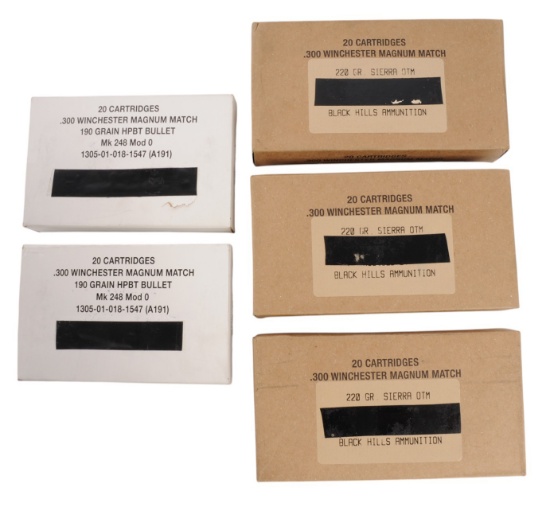 20 CARTRIDGES
.300 WINCHESTER MAGNUM MATCH
190 GRAIN HPBT BULLET
Mk 248 Mod 0
1305-01-018-1547 (A191)
20 CARTRIDGES
.300 WINCHESTER MAGNUM MATCH
190 GRAIN HPBT BULLET
Mk 248 Mod 0
1305-01-018-1547 (A191)
20 CARTRIDGES
.300 WINCHESTER MAGNUM MATCH
220 GR. SIERRA OTM
BLACK HILLS AMMUNITION
20 CARTRIDGES
20 CARTRIDGES
.300 WINCHESTER MAGNUM MATCH
220 GR. SIERRA OTM
BLACK HILLS AMMUNITION
20 CARTRIDGES
.300 WINCHESTER MAGNUM MATCH
220 GR SIERRA OTM
BLACK HILLS AMMUNITION